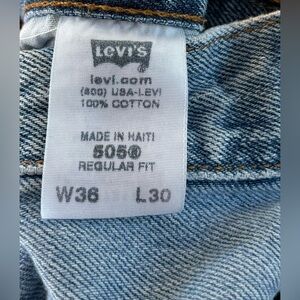 LEVI'S
levi.com
(800) USA-LEVI
100% COTTON
MADE IN HAITI
505®
REGULAR FIT
W36 L30